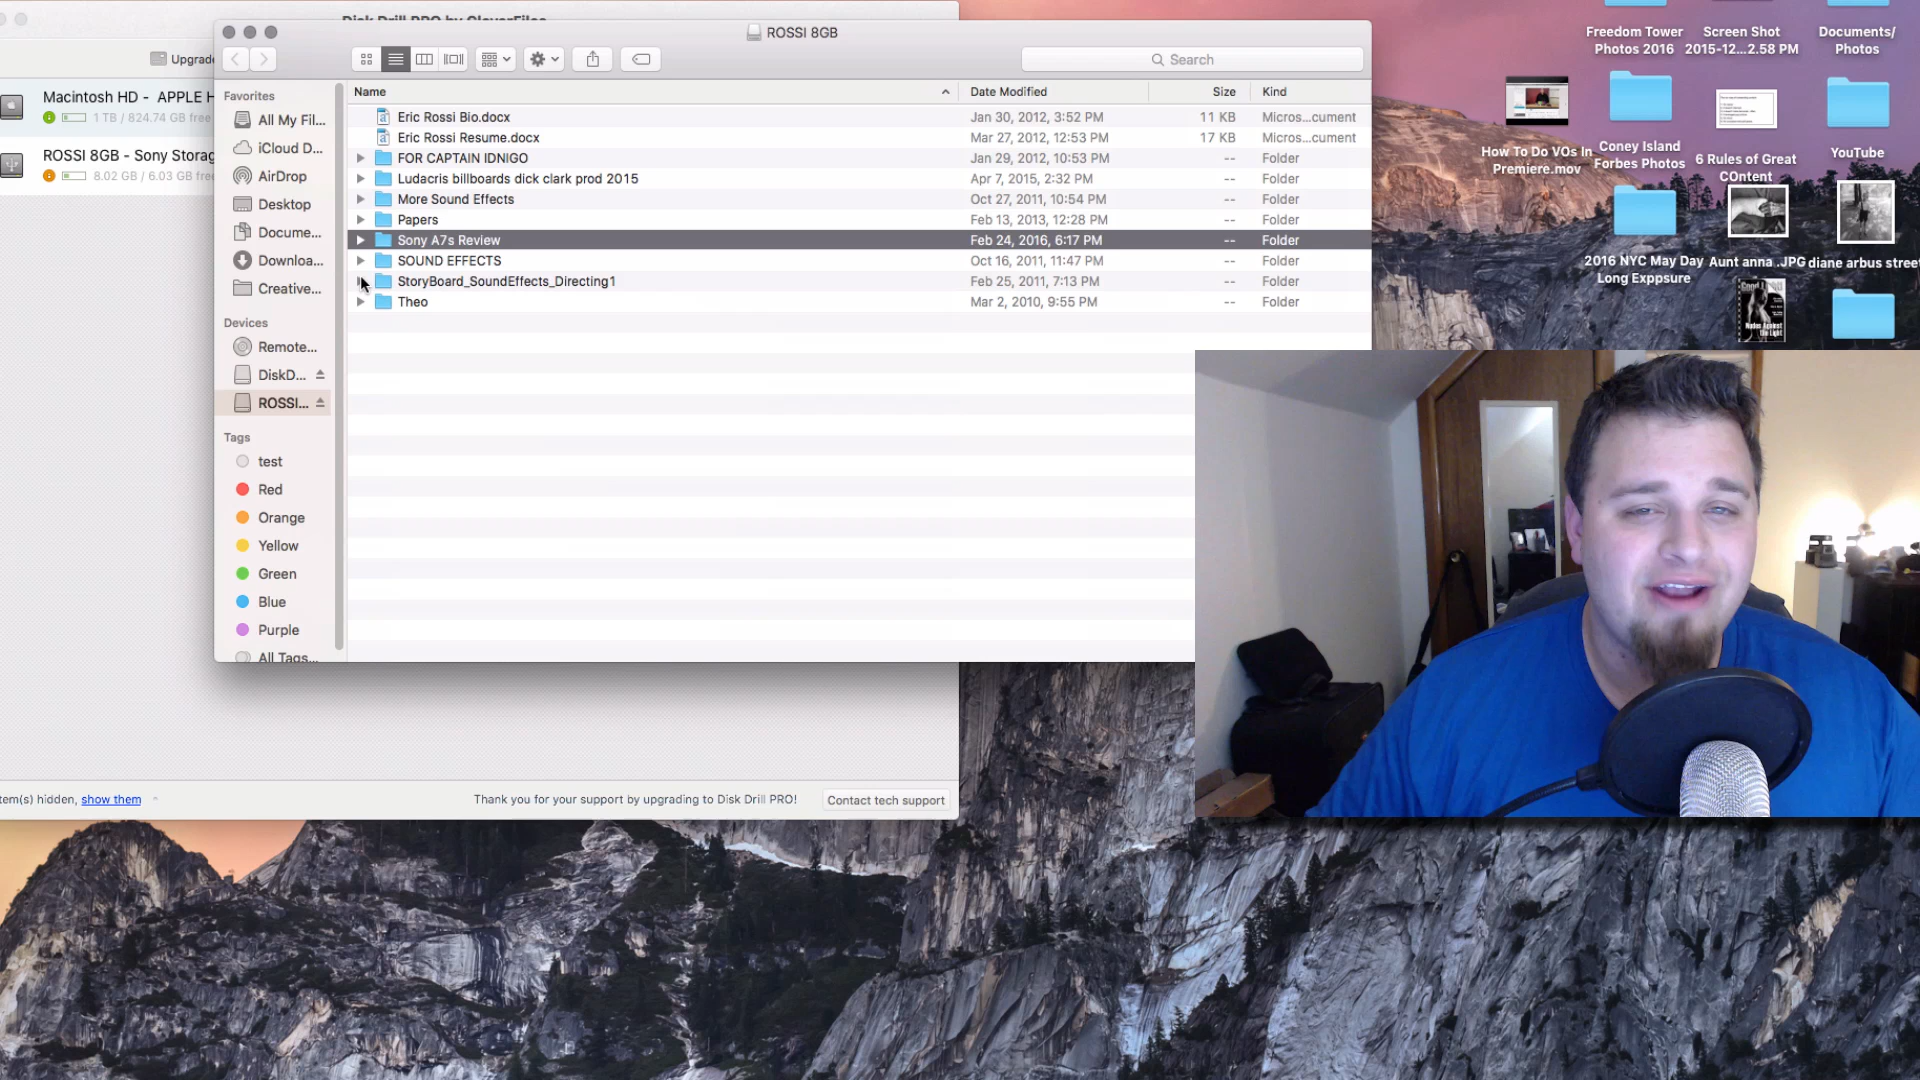 Disk Drill PRO by CleverFiles
Upgrade
Macintosh HD - APPLE H
1 TB / 824.74 GB free
ROSSI 8GB - Sony Storag
8.02 GB / 6.03 GB free
tem(s) hidden, show them
Thank you for your support by upgrading to Disk Drill PRO!
Contact tech support
ROSSI 8GB
Search
Favorites
All My Fil...
iCloud D...
AirDrop
Desktop
Docume...
Downloa...
Creative...
Devices
Remote...
DiskD...
ROSSI...
Tags
test
Red
Orange
Yellow
Green
Blue
Purple
All Tags...
Name Date Modified Size Kind
Eric Rossi Bio.docx Jan 30, 2012, 3:52 PM 11 KB Micros...cument
Eric Rossi Resume.docx Mar 27, 2012, 12:53 PM 17 KB Micros...cument
FOR CAPTAIN IDNIGO Jan 29, 2012, 10:53 PM -- Folder
Ludacris billboards dick clark prod 2015 Apr 7, 2015, 2:32 PM -- Folder
More Sound Effects Oct 27, 2011, 10:54 PM -- Folder
Papers Feb 13, 2013, 12:28 PM -- Folder
Sony A7s Review Feb 24, 2016, 6:17 PM -- Folder
SOUND EFFECTS Oct 16, 2011, 11:47 PM -- Folder
StoryBoard_SoundEffects_Directing1 Feb 25, 2011, 7:13 PM -- Folder
Theo Mar 2, 2010, 9:55 PM -- Folder
Freedom Tower
Photos 2016
Screen Shot
2015-12...2.58 PM
Documents/
Photos
How To Do VOs In
Premiere.mov
Coney Island
Forbes Photos
6 Rules of Great
COntent
YouTube
2016 NYC May Day
Long Exppsure
Aunt anna .JPG
diane arbus street